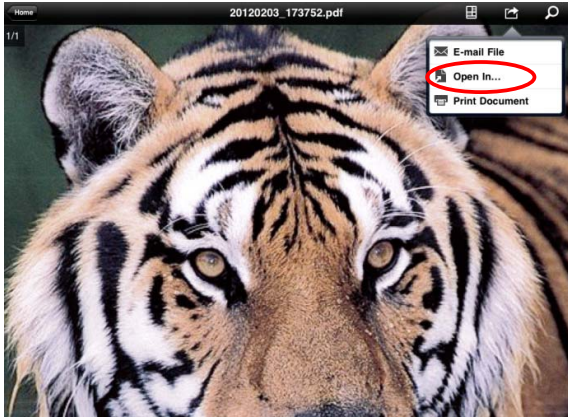 Home
20120203_173752.pdf
1/1
E-mail File
Open In...
Print Document